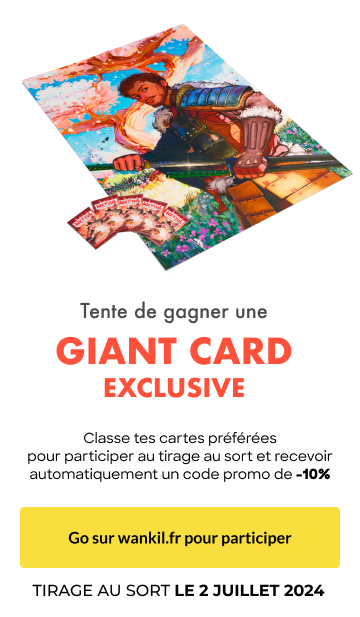 Tente de gagner une
GIANT CARD
EXCLUSIVE
Classe tes cartes préférées
pour participer au tirage au sort et recevoir
automatiquement un code promo de -10%
Go sur wankil.fr pour participer
TIRAGE AU SORT LE 2 JUILLET 2024